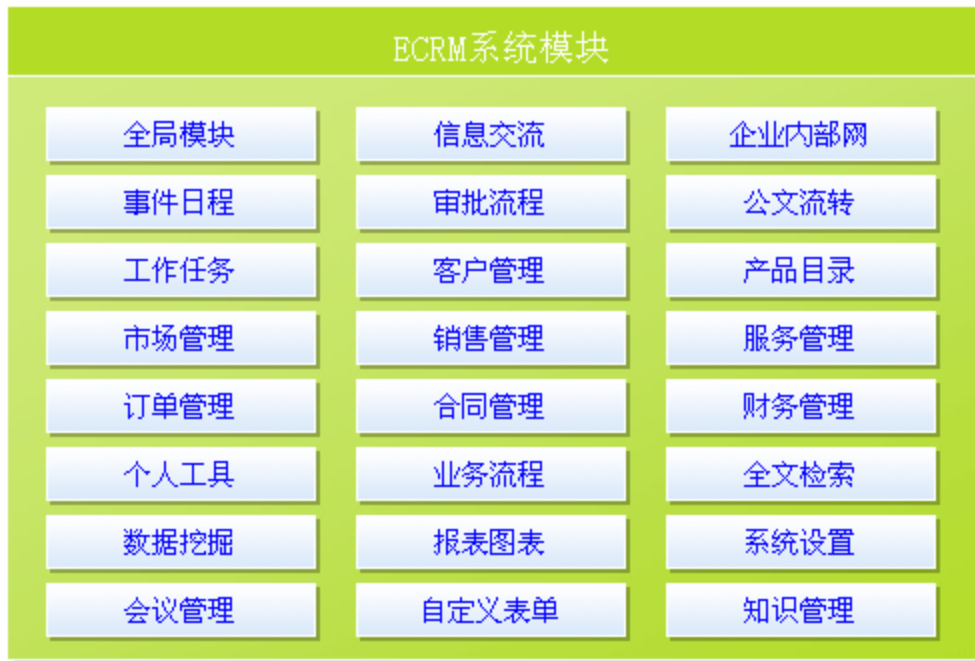 ECRM系统模块
全局模块 信息交流 企业内部网
事件日程 审批流程 公文流转
工作任务 客户管理 产品目录
市场管理 销售管理 服务管理
订单管理 合同管理 财务管理
个人工具 业务流程 全文检索
数据挖掘 报表图表 系统设置
会议管理 自定义表单 知识管理